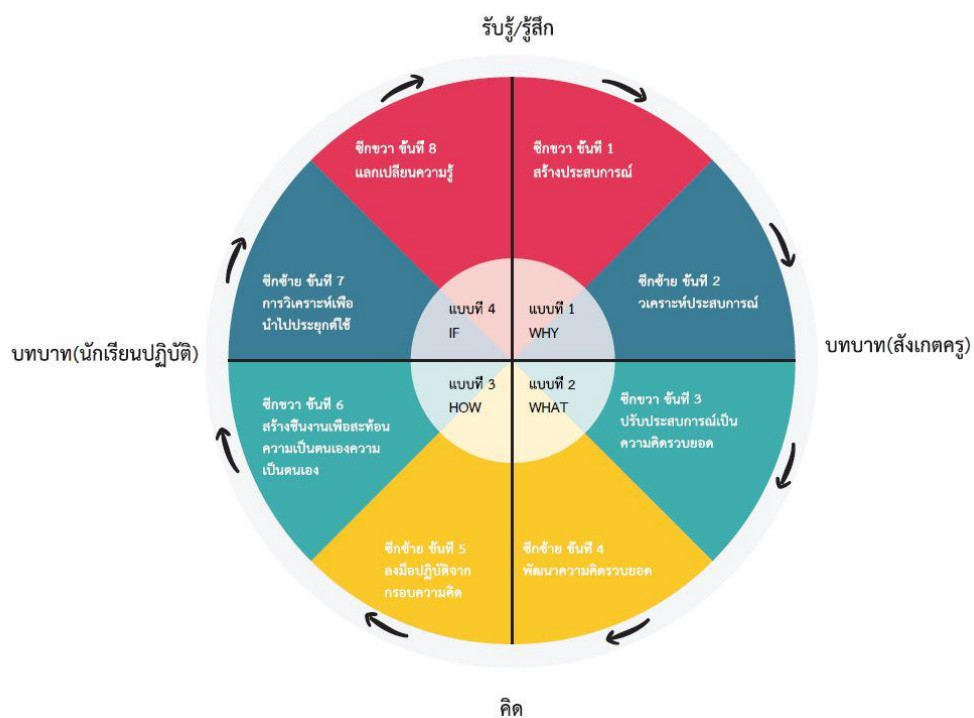 รับรู้/รู้สึก
ซีกขวา ขั้นที่ 8
แลกเปลี่ยนความรู้
ซีกขวา ขั้นที่ 1
สร้างประสบการณ์
ซีกซ้าย ขั้นที่ 7
การวิเคราะห์เพื่อ
นำไปประยุกต์ใช้
ซีกซ้าย ขั้นที่ 2
วเคราะห์ประสบการณ์
แบบที่ 4
IF
แบบที่ 1
WHY
บทบาท(นักเรียนปฏิบัติ)
บทบาท(สังเกตครู)
แบบที่ 3
HOW
แบบที่ 2
WHAT
ซีกขวา ขั้นที่ 6
สร้างชิ้นงานเพื่อสะท้อน
ความเป็นตนเองความ
เป็นตนเอง
ซีกขวา ขั้นที่ 3
ปรับประสบการณ์เป็น
ความคิดรวบยอด
ซีกซ้าย ขั้นที่ 5
ลงมือปฏิบัติจาก
กรอบความคิด
ซีกซ้าย ขั้นที่ 4
พัฒนาความคิดรวบยอด
คิด